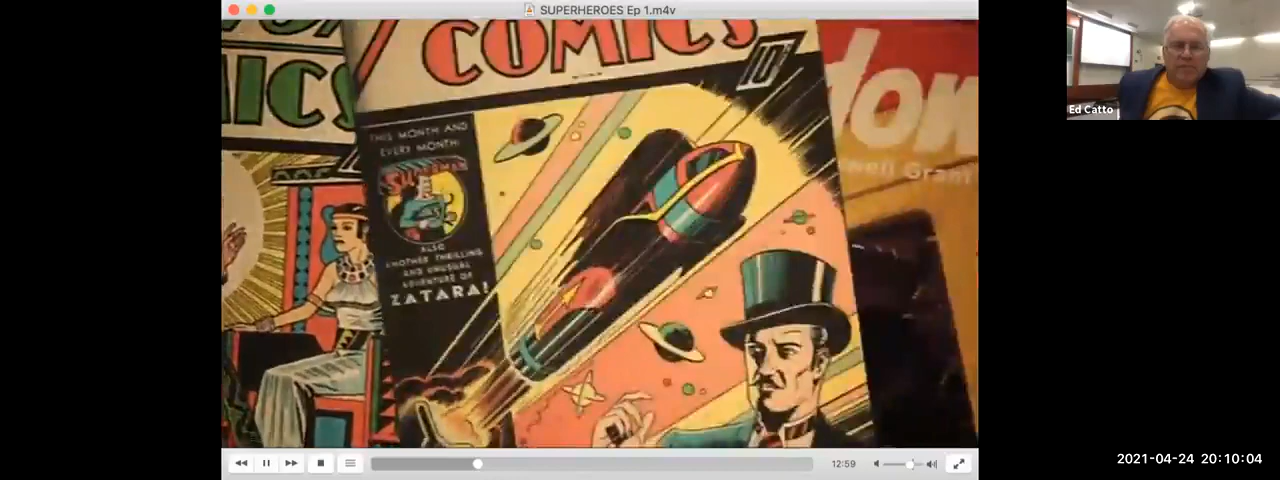 SUPERHEROES Ep 1.m4v
COMICS
10¢
THIS MONTH AND
EVERY MONTH:
SUPERMAN
ALSO
ANOTHER THRILLING
AND UNUSUAL
ADVENTURE OF
ZATARA!
Grant
Ed Catto
12:59
2021-04-24 20:10:04